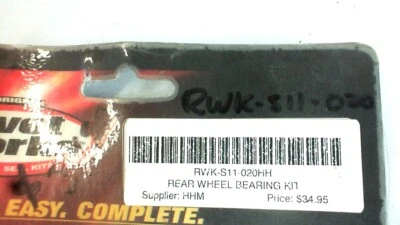 RWK-S11-020
RWK-S11-020HH
REAR WHEEL BEARING KIT
Supplier: HHM Price: $34.95
EASY. COMPLETE.